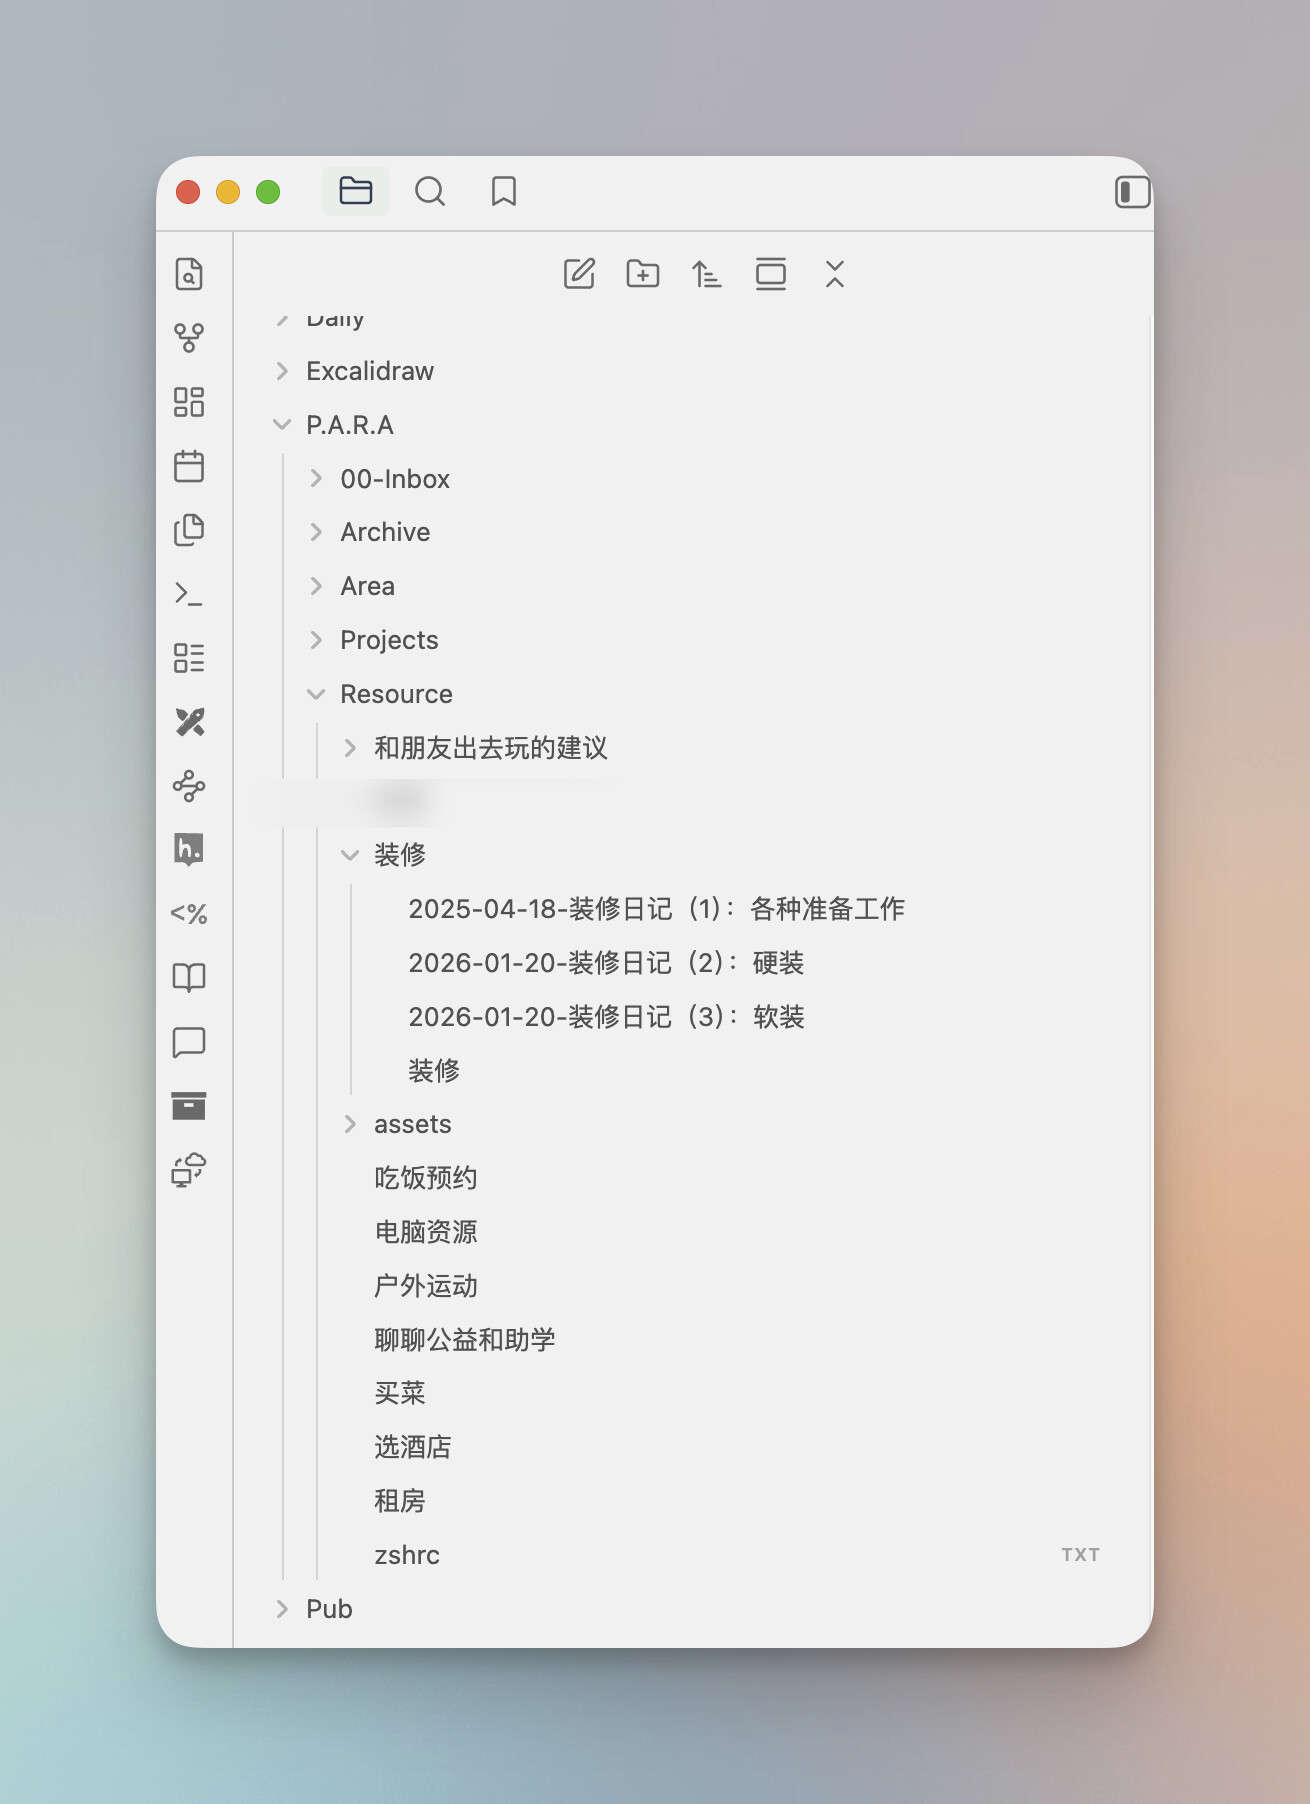 Daily
Excalidraw
P.A.R.A
00-Inbox
Archive
Area
Projects
Resource
和朋友出去玩的建议
装修
2025-04-18-装修日记（1）：各种准备工作
2026-01-20-装修日记（2）：硬装
2026-01-20-装修日记（3）：软装
装修
assets
吃饭预约
电脑资源
户外运动
聊聊公益和助学
买菜
选酒店
租房
zshrc TXT
Pub
h.
<%